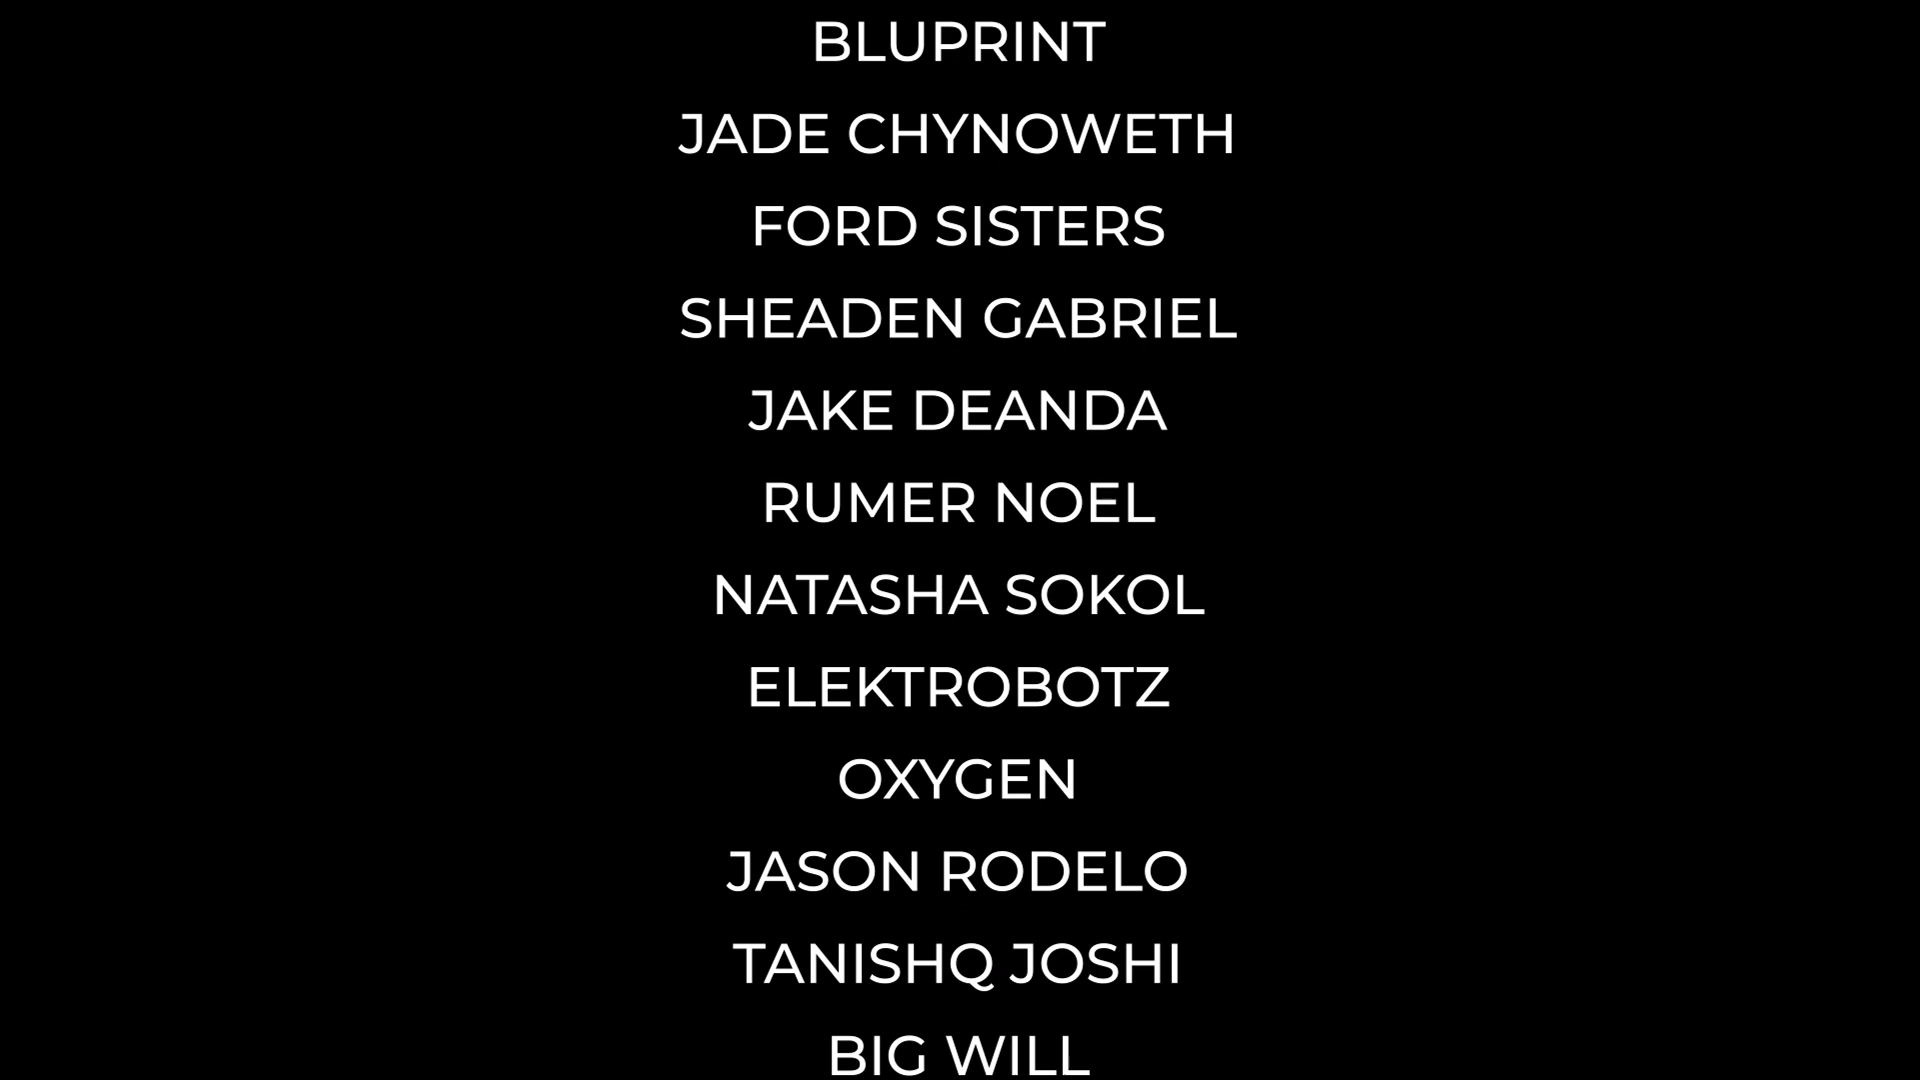 BLUPRINT
JADE CHYNOWETH
FORD SISTERS
SHEADEN GABRIEL
JAKE DEANDA
RUMER NOEL
NATASHA SOKOL
ELEKTROBOTZ
OXYGEN
JASON RODELO
TANISHQ JOSHI
BIG WILL